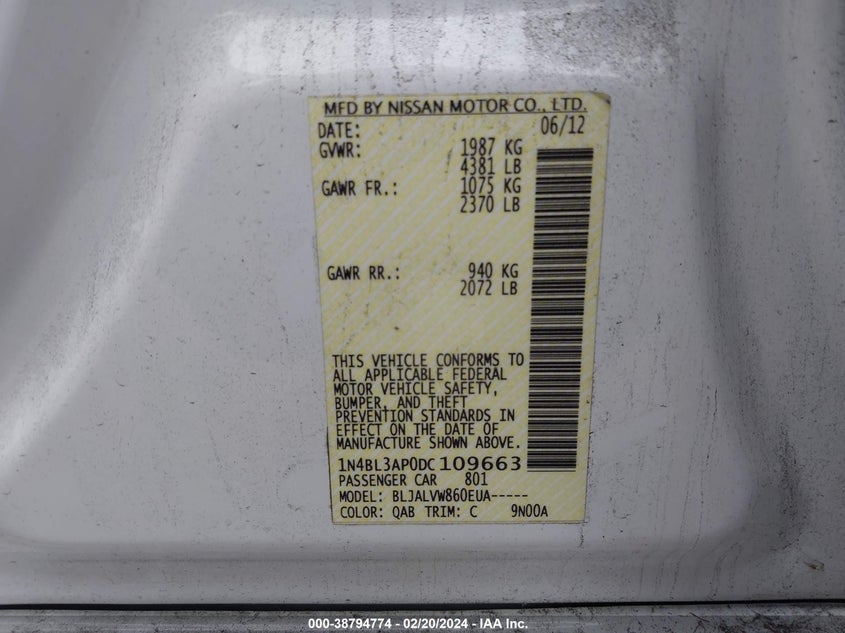 MFD BY NISSAN MOTOR CO., LTD.
DATE: 06/12
GVWR: 1987 KG
4381 LB
GAWR FR.: 1075 KG
2370 LB
GAWR RR.: 940 KG
2072 LB
THIS VEHICLE CONFORMS TO
ALL APPLICABLE FEDERAL
MOTOR VEHICLE SAFETY,
BUMPER, AND THEFT
PREVENTION STANDARDS IN
EFFECT ON THE DATE OF
MANUFACTURE SHOWN ABOVE.
1N4BL3AP0DC109663
PASSENGER CAR 801
MODEL: BLJALVW860EUA-----
COLOR: QAB TRIM: C 9N00A
000-38794774 - 02/20/2024 - IAA Inc.